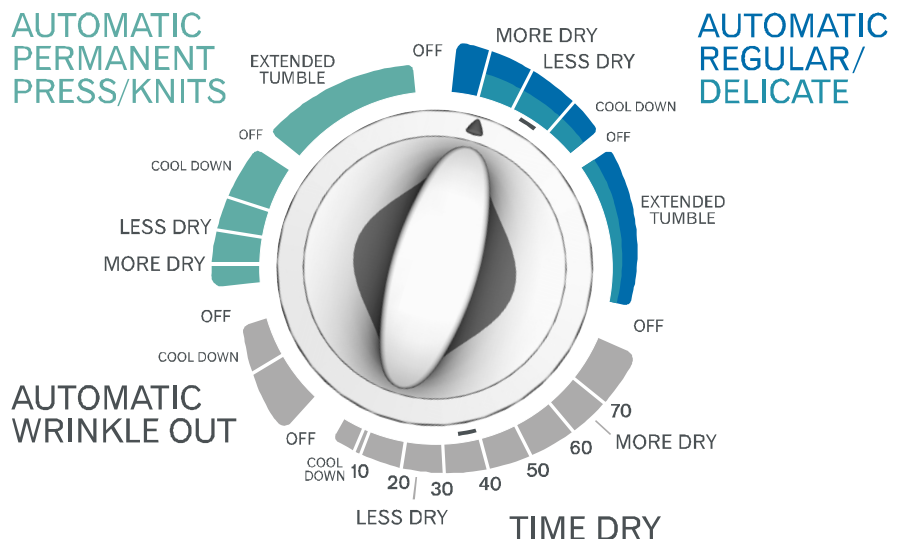 AUTOMATIC
PERMANENT
PRESS/KNITS
EXTENDED
TUMBLE
OFF
MORE DRY
LESS DRY
AUTOMATIC
REGULAR/
DELICATE
COOL DOWN
OFF
OFF
COOL DOWN
EXTENDED
TUMBLE
LESS DRY
MORE DRY
OFF
OFF
COOL DOWN
AUTOMATIC
WRINKLE OUT
OFF
COOL
DOWN
10
20
30
40
50
60
70
MORE DRY
LESS DRY
TIME DRY